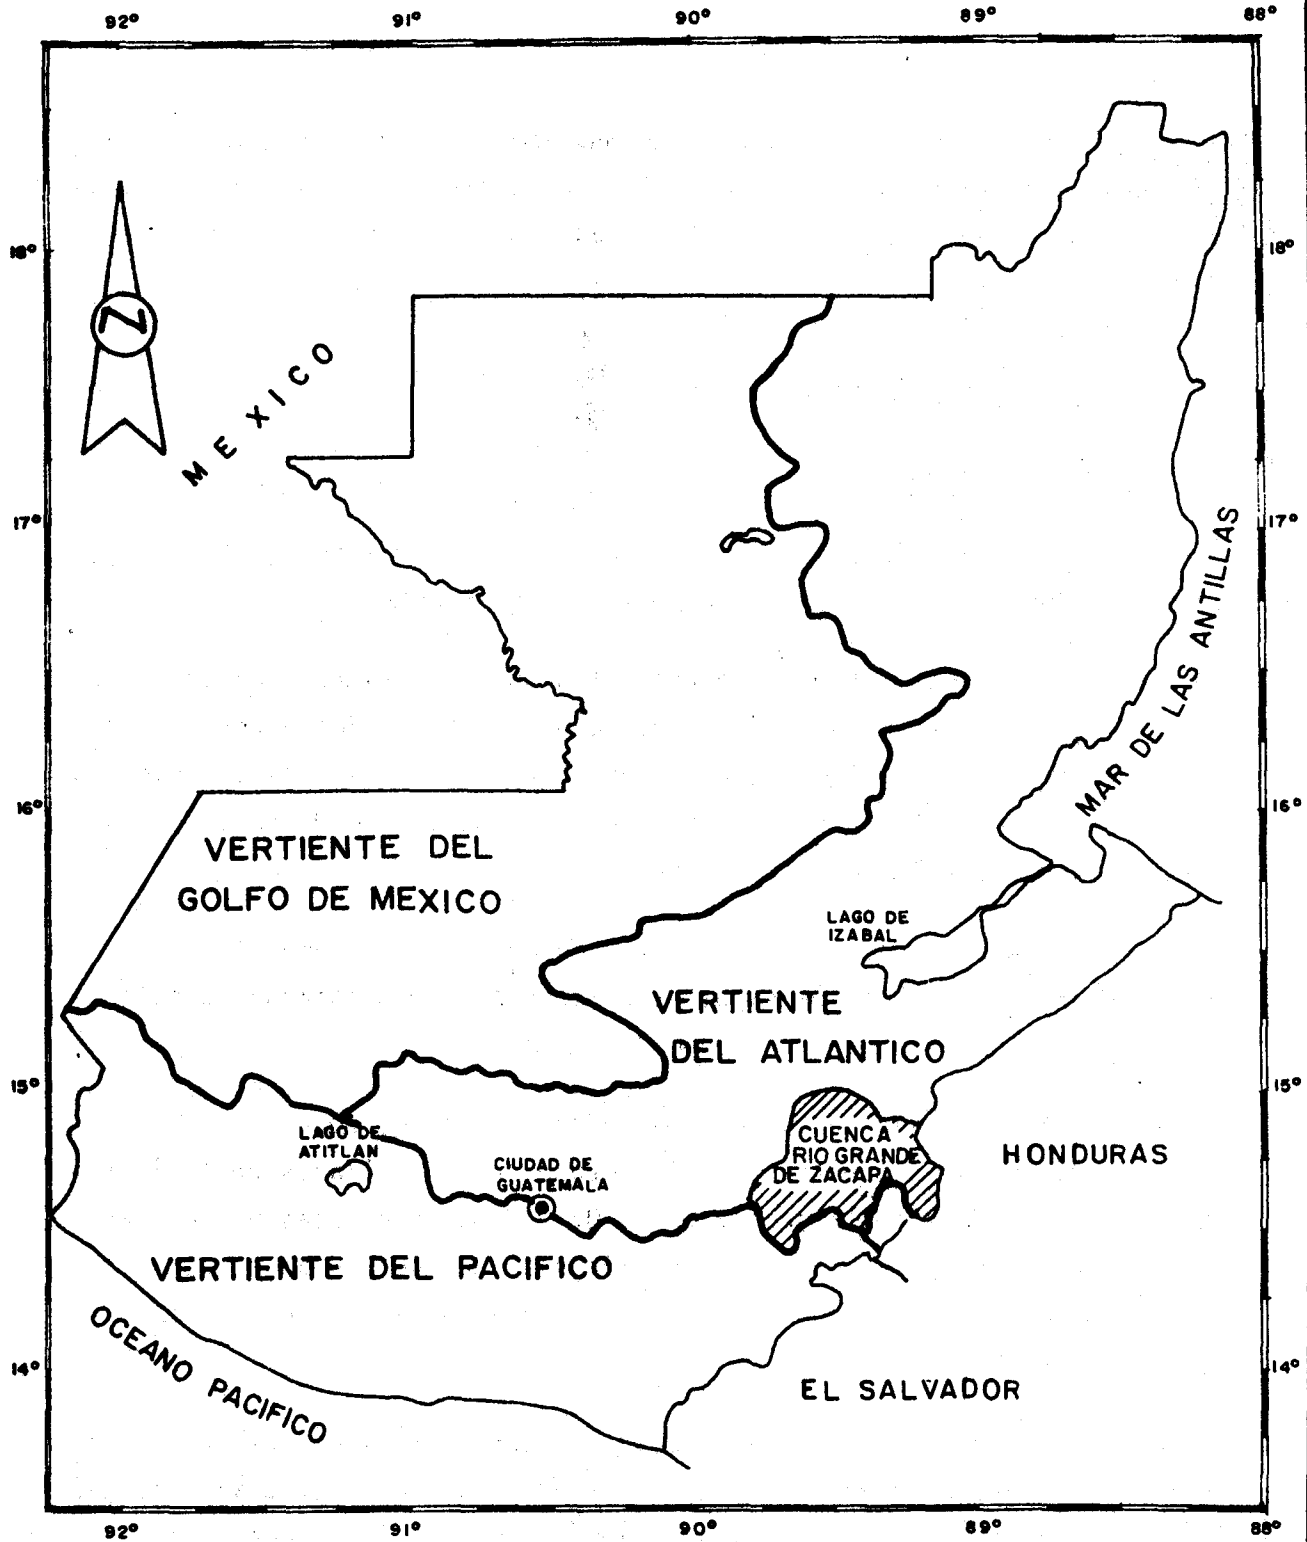 92° 91° 90° 89° 88°
18° 18°
N
MEXICO
17° 17°
MAR DE LAS ANTILLAS
16° 16°
VERTIENTE DEL
GOLFO DE MEXICO
LAGO DE
IZABAL
VERTIENTE
DEL ATLANTICO
15° 15°
LAGO DE
ATITLAN
CIUDAD DE
GUATEMALA
CUENCA
RIO GRANDE
DE ZACAPA
HONDURAS
VERTIENTE DEL PACIFICO
OCEANO PACIFICO
14° 14°
EL SALVADOR
92° 91° 90° 89° 88°